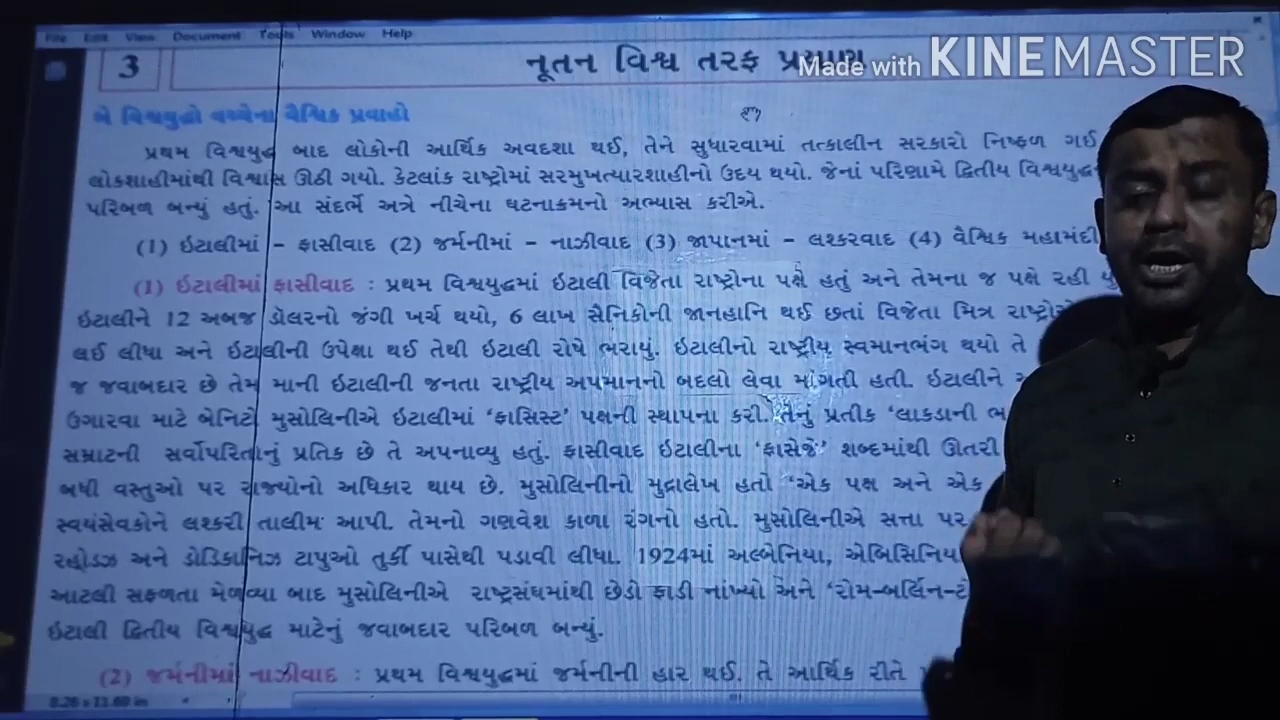 File Edit View Document Tools Window Help
Made with KINEMASTER
3
નૂતન વિશ્વ તરફ પ્રયાણ
બે વિશ્વયુદ્ધો વચ્ચેના વૈશ્વિક પ્રવાહો
પ્રથમ વિશ્વયુદ્ધ બાદ લોકોની આર્થિક અવદશા થઈ, તેને સુધારવામાં તત્કાલીન સરકારો નિષ્ફળ ગઈ
લોકશાહીમાંથી વિશ્વાસ ઊઠી ગયો. કેટલાંક રાષ્ટ્રોમાં સરમુખત્યારશાહીનો ઉદય થયો. જેનાં પરિણામે દ્વિતીય વિશ્વયુદ્ધ
પરિબળ બન્યું હતું. આ સંદર્ભે અત્રે નીચેના ઘટનાક્રમનો અભ્યાસ કરીએ.
(1) ઇટાલીમાં - ફાસીવાદ (2) જર્મનીમાં - નાઝીવાદ (3) જાપાનમાં - લશ્કરવાદ (4) વૈશ્વિક મહામંદી
(1) ઇટાલીમાં ફાસીવાદ : પ્રથમ વિશ્વયુદ્ધમાં ઇટાલી વિજેતા રાષ્ટ્રોના પક્ષે હતું અને તેમના જ પક્ષે રહી
ઇટાલીને 12 અબજ ડોલરનો જંગી ખર્ચ થયો, 6 લાખ સૈનિકોની જાનહાનિ થઈ છતાં વિજેતા મિત્ર રાષ્ટ્રોએ
લઈ લીધા અને ઇટાલીની ઉપેક્ષા થઈ તેથી ઇટાલી રોષે ભરાયું. ઇટાલીનો રાષ્ટ્રીય સ્વમાનભંગ થયો તે
જ જવાબદાર છે તેમ માની ઇટાલીની જનતા રાષ્ટ્રીય અપમાનનો બદલો લેવા માંગતી હતી. ઇટાલીને
ઉગારવા માટે બેનિટો મુસોલિનીએ ઇટાલીમાં ‘ફાસિસ્ટ’ પક્ષની સ્થાપના કરી. તેનું પ્રતીક ‘લાકડાની
સમ્રાટની સર્વોપરિતાનું પ્રતિક છે તે અપનાવ્યુ હતું. ફાસીવાદ ઇટાલીના ‘ફાસેજે’ શબ્દમાંથી ઊતરી
બધી વસ્તુઓ પર રાજ્યોનો અધિકાર થાય છે. મુસોલિનીનો મુદ્રાલેખ હતો ‘એક પક્ષ અને એક
સ્વયંસેવકોને લશ્કરી તાલીમ આપી. તેમનો ગણવેશ કાળા રંગનો હતો. મુસોલિનીએ સત્તા પર
રહોડઝ અને ડોડિકાનિઝ ટાપુઓ તુર્કી પાસેથી પડાવી લીધા. 1924માં અલ્બેનિયા,
આટલી સફળતા મેળવ્યા બાદ મુસોલિનીએ રાષ્ટ્રસંઘમાંથી છેડો ફાડી નાંખ્યો અને ‘રોમ-બર્લિન-
ઇટાલી દ્વિતીય વિશ્વયુદ્ધ માટેનું જવાબદાર પરિબળ બન્યું.
(2) જર્મનીમાં નાઝીવાદ : પ્રથમ વિશ્વયુદ્ધમાં જર્મનીની હાર થઈ. તે આર્થિક રીતે
8.26 x 11.69 in